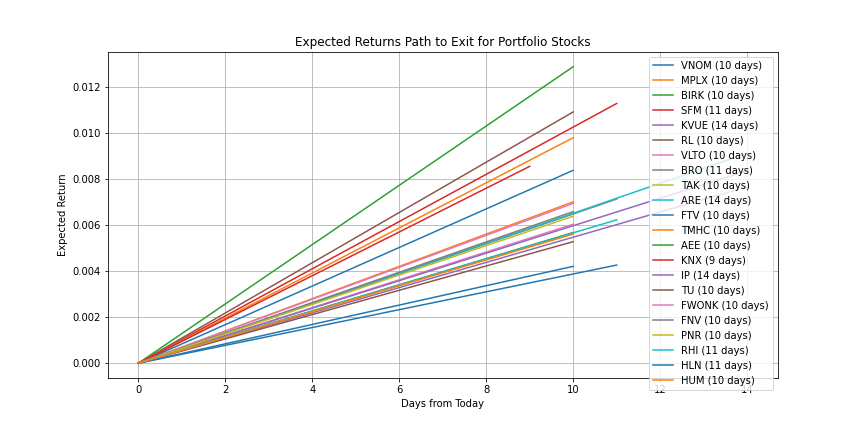 Expected Returns Path to Exit for Portfolio Stocks
Expected Return
0.012
0.010
0.008
0.006
0.004
0.002
0.000
0
2
4
6
8
10
12
14
Days from Today
VNOM (10 days)
MPLX (10 days)
BIRK (10 days)
SFM (11 days)
KVUE (14 days)
RL (10 days)
VLTO (10 days)
BRO (11 days)
TAK (10 days)
ARE (14 days)
FTV (10 days)
TMHC (10 days)
AEE (10 days)
KNX (9 days)
IP (14 days)
TU (10 days)
FWONK (10 days)
FNV (10 days)
PNR (10 days)
RHI (11 days)
HLN (11 days)
HUM (10 days)